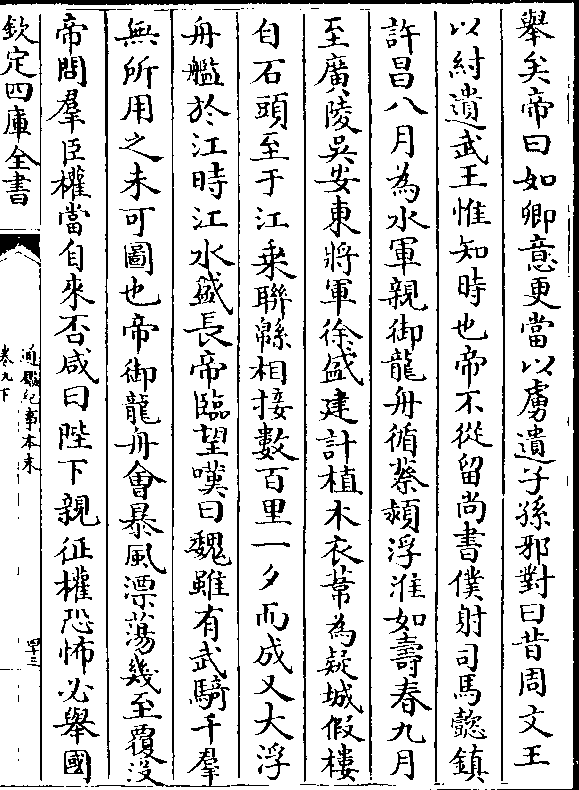 舉矣帝曰如卿意更當以虜遺子孫邪對曰昔周文王
以紂遺武王惟知時也帝不從留尚書僕射司馬懿鎮
許昌八月為水軍親御龍舟循蔡潁浮淮如壽春九月
至廣陵吳安東將軍徐盛建計植木衣葦為疑城假樓
自石頭至于江乘聯緜相接數百里一夕而成又大浮
舟艦於江時江水盛長帝臨望嘆曰魏雖有武騎千羣
無所用之未可圖也帝御龍舟會暴風漂蕩幾至覆没
帝問羣臣權當自來否咸曰陛下親征權恐怖必舉國
欽定四庫全書
通鑑紀事本末
卷九下
四十三